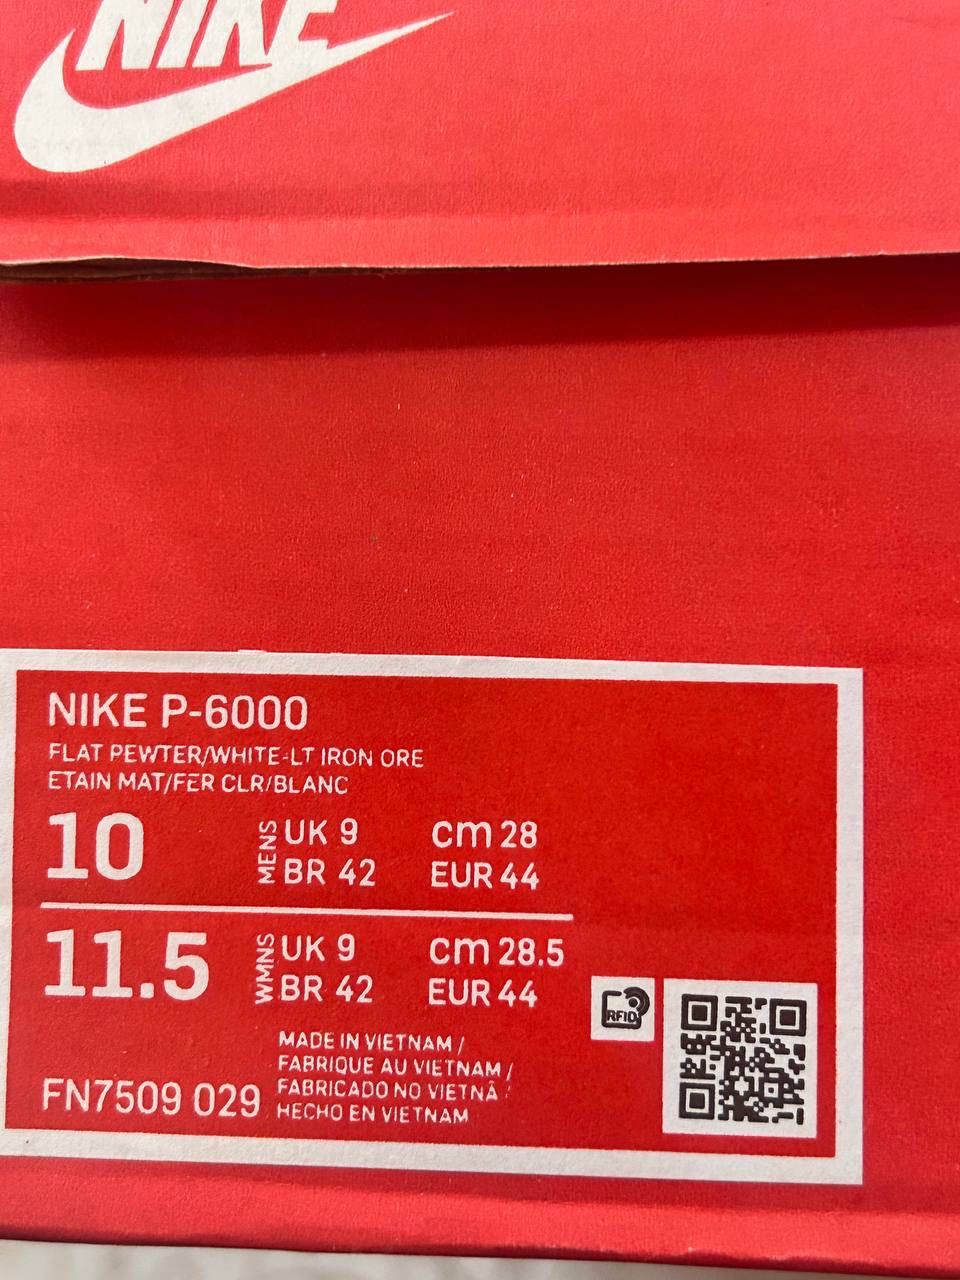 NIKE
NIKE P-6000
FLAT PEWTER/WHITE-LT IRON ORE
ETAIN MAT/FER CLR/BLANC
10 MENS UK 9 cm 28
BR 42 EUR 44
11.5 WMNS UK 9 cm 28.5
BR 42 EUR 44
RFID
MADE IN VIETNAM /
FABRIQUE AU VIETNAM /
FN7509 029 FABRICADO NO VIETNÃ /
HECHO EN VIETNAM